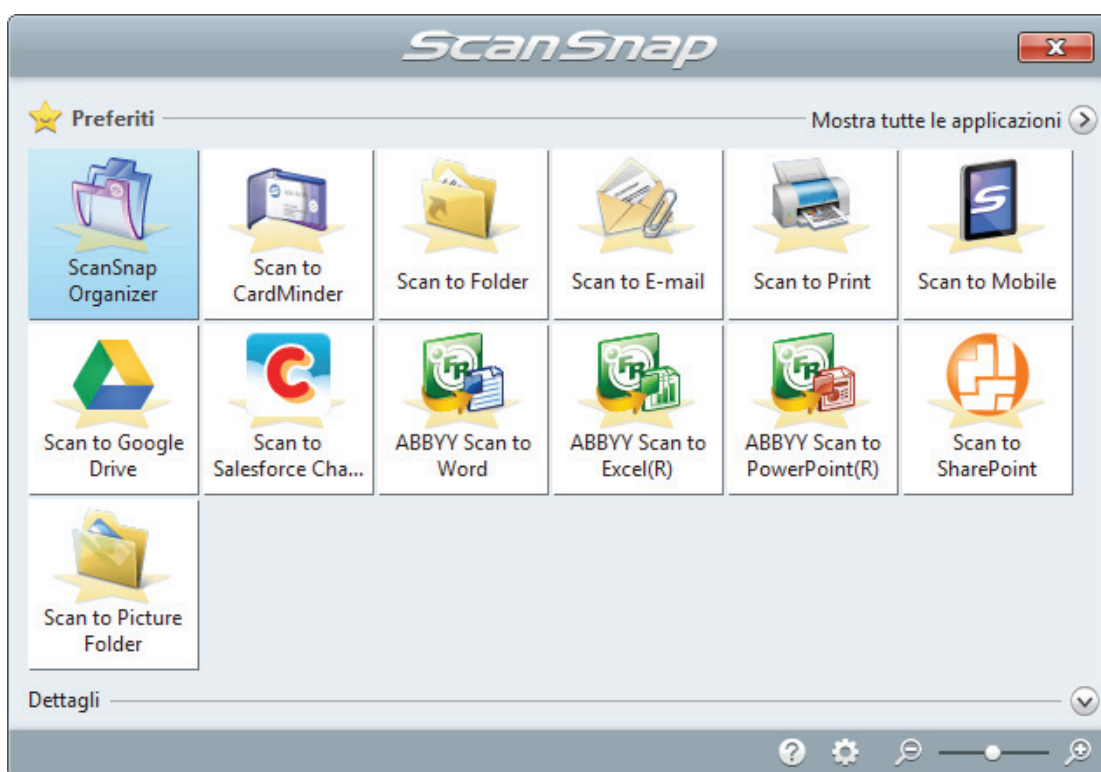 ScanSnap
Preferiti
Mostra tutte le applicazioni
ScanSnap
Organizer
Scan to
CardMinder
Scan to Folder
Scan to E-mail
Scan to Print
Scan to Mobile
Scan to Google
Drive
Scan to
Salesforce Cha...
ABBYY Scan to
Word
ABBYY Scan to
Excel(R)
ABBYY Scan to
PowerPoint(R)
Scan to
SharePoint
Scan to Picture
Folder
Dettagli